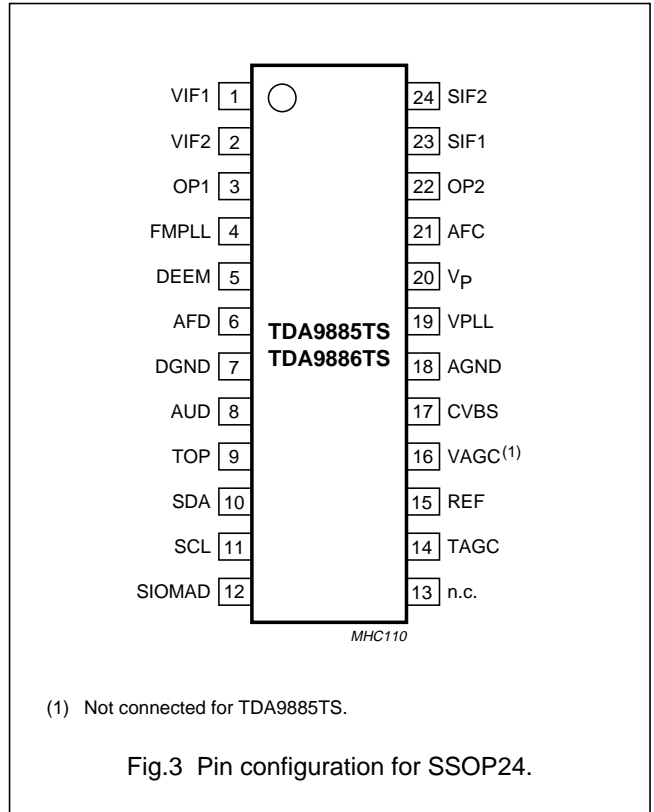 VIF1 1 24 SIF2
VIF2 2 23 SIF1
OP1 3 22 OP2
FMPLL 4 21 AFC
DEEM 5 20 VP
AFD 6 19 VPLL
TDA9885TS
TDA9886TS
DGND 7 18 AGND
AUD 8 17 CVBS
TOP 9 16 VAGC(1)
SDA 10 15 REF
SCL 11 14 TAGC
SIOMAD 12 13 n.c.
MHC110
(1) Not connected for TDA9885TS.
Fig.3 Pin configuration for SSOP24.